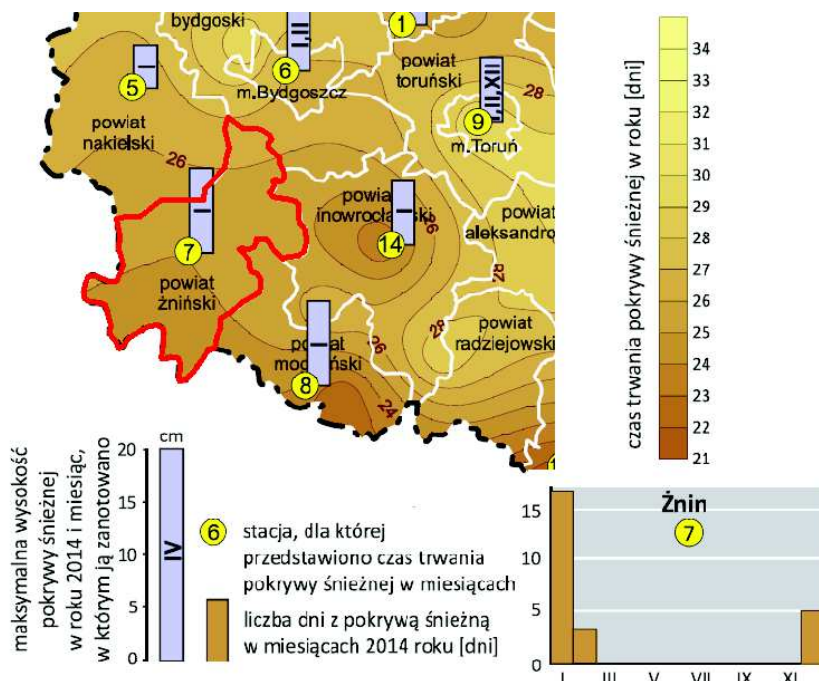 bydgoski
I,II
1
powiat
toruński
5
I
6
m.Bydgoszcz
28
II,XII
9
m.Toruń
powiat
nakielski
26
26
I
7
powiat
inowrocławski
I
14
26
powiat
aleksandro
28
powiat
żniński
I
8
powiat
mogileński
26
28
powiat
radziejowski
24
1
czas trwania pokrywy śnieżnej w roku [dni]
34
33
32
31
30
29
28
27
26
25
24
23
22
21
maksymalna wysokość
pokrywy śnieżnej
w roku 2014 i miesiąc,
w którym ją zanotowano
cm
20
15
10
5
0
IV
6
stacja, dla której
przedstawiono czas trwania
pokrywy śnieżnej w miesiącach
liczba dni z pokrywą śnieżną
w miesiącach 2014 roku [dni]
Żnin
7
15
10
5
0
I III V VII IX XI